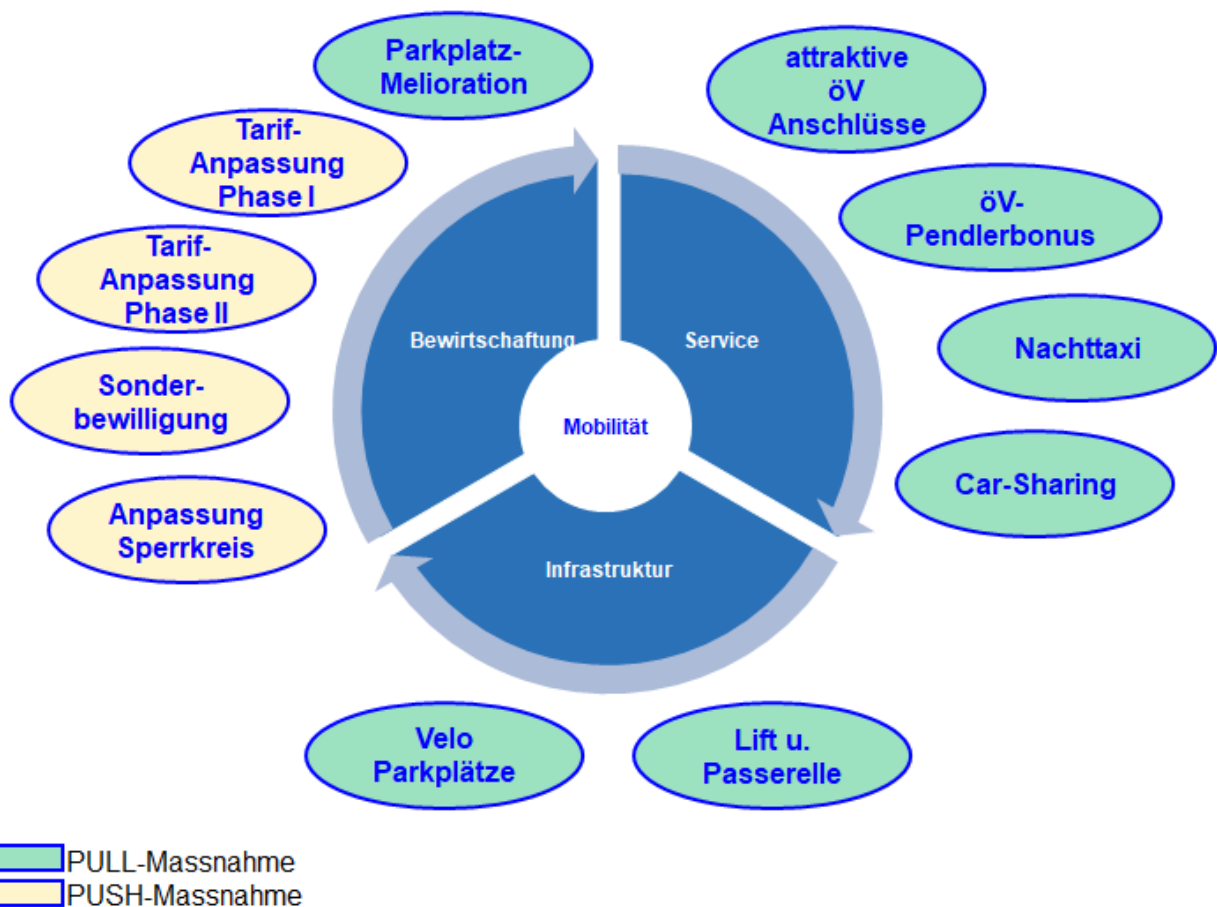 Parkplatz-
Melioration
attraktive
öV
Anschlüsse
Tarif-
Anpassung
Phase I
öV-
Pendlerbonus
Tarif-
Anpassung
Phase II
Bewirtschaftung
Service
Nachttaxi
Sonder-
bewilligung
Mobilität
Car-Sharing
Anpassung
Sperrkreis
Infrastruktur
Velo
Parkplätze
Lift u.
Passerelle
PULL-Massnahme
PUSH-Massnahme